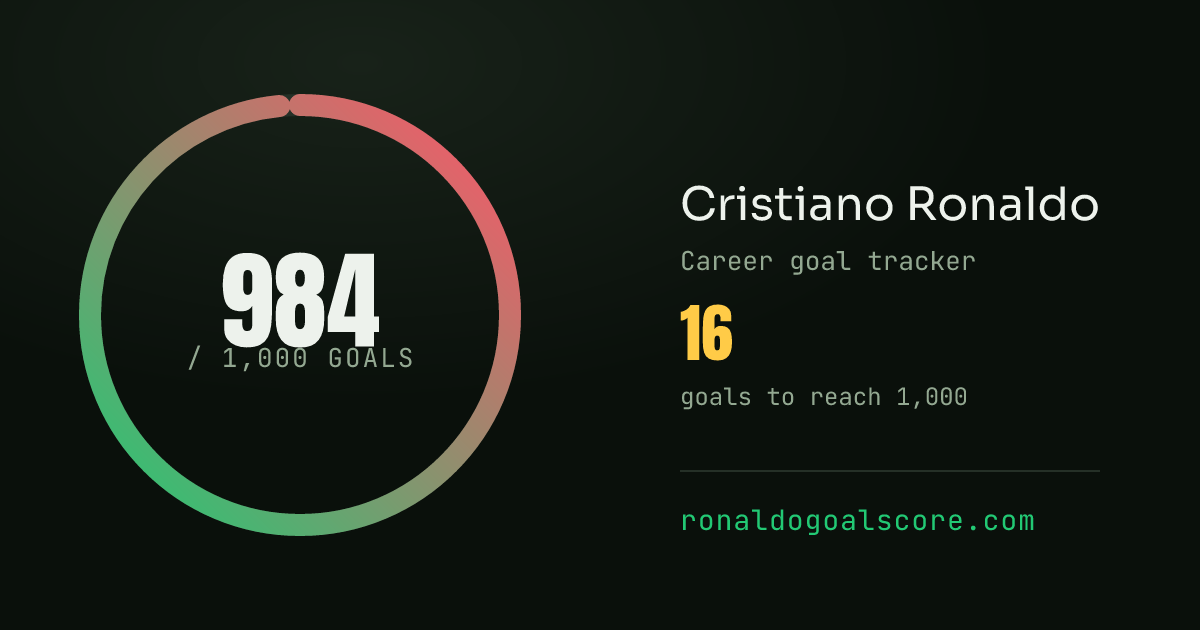 984
/ 1,000 GOALS
Cristiano Ronaldo
Career goal tracker
16
goals to reach 1,000
ronaldogoalscore.com